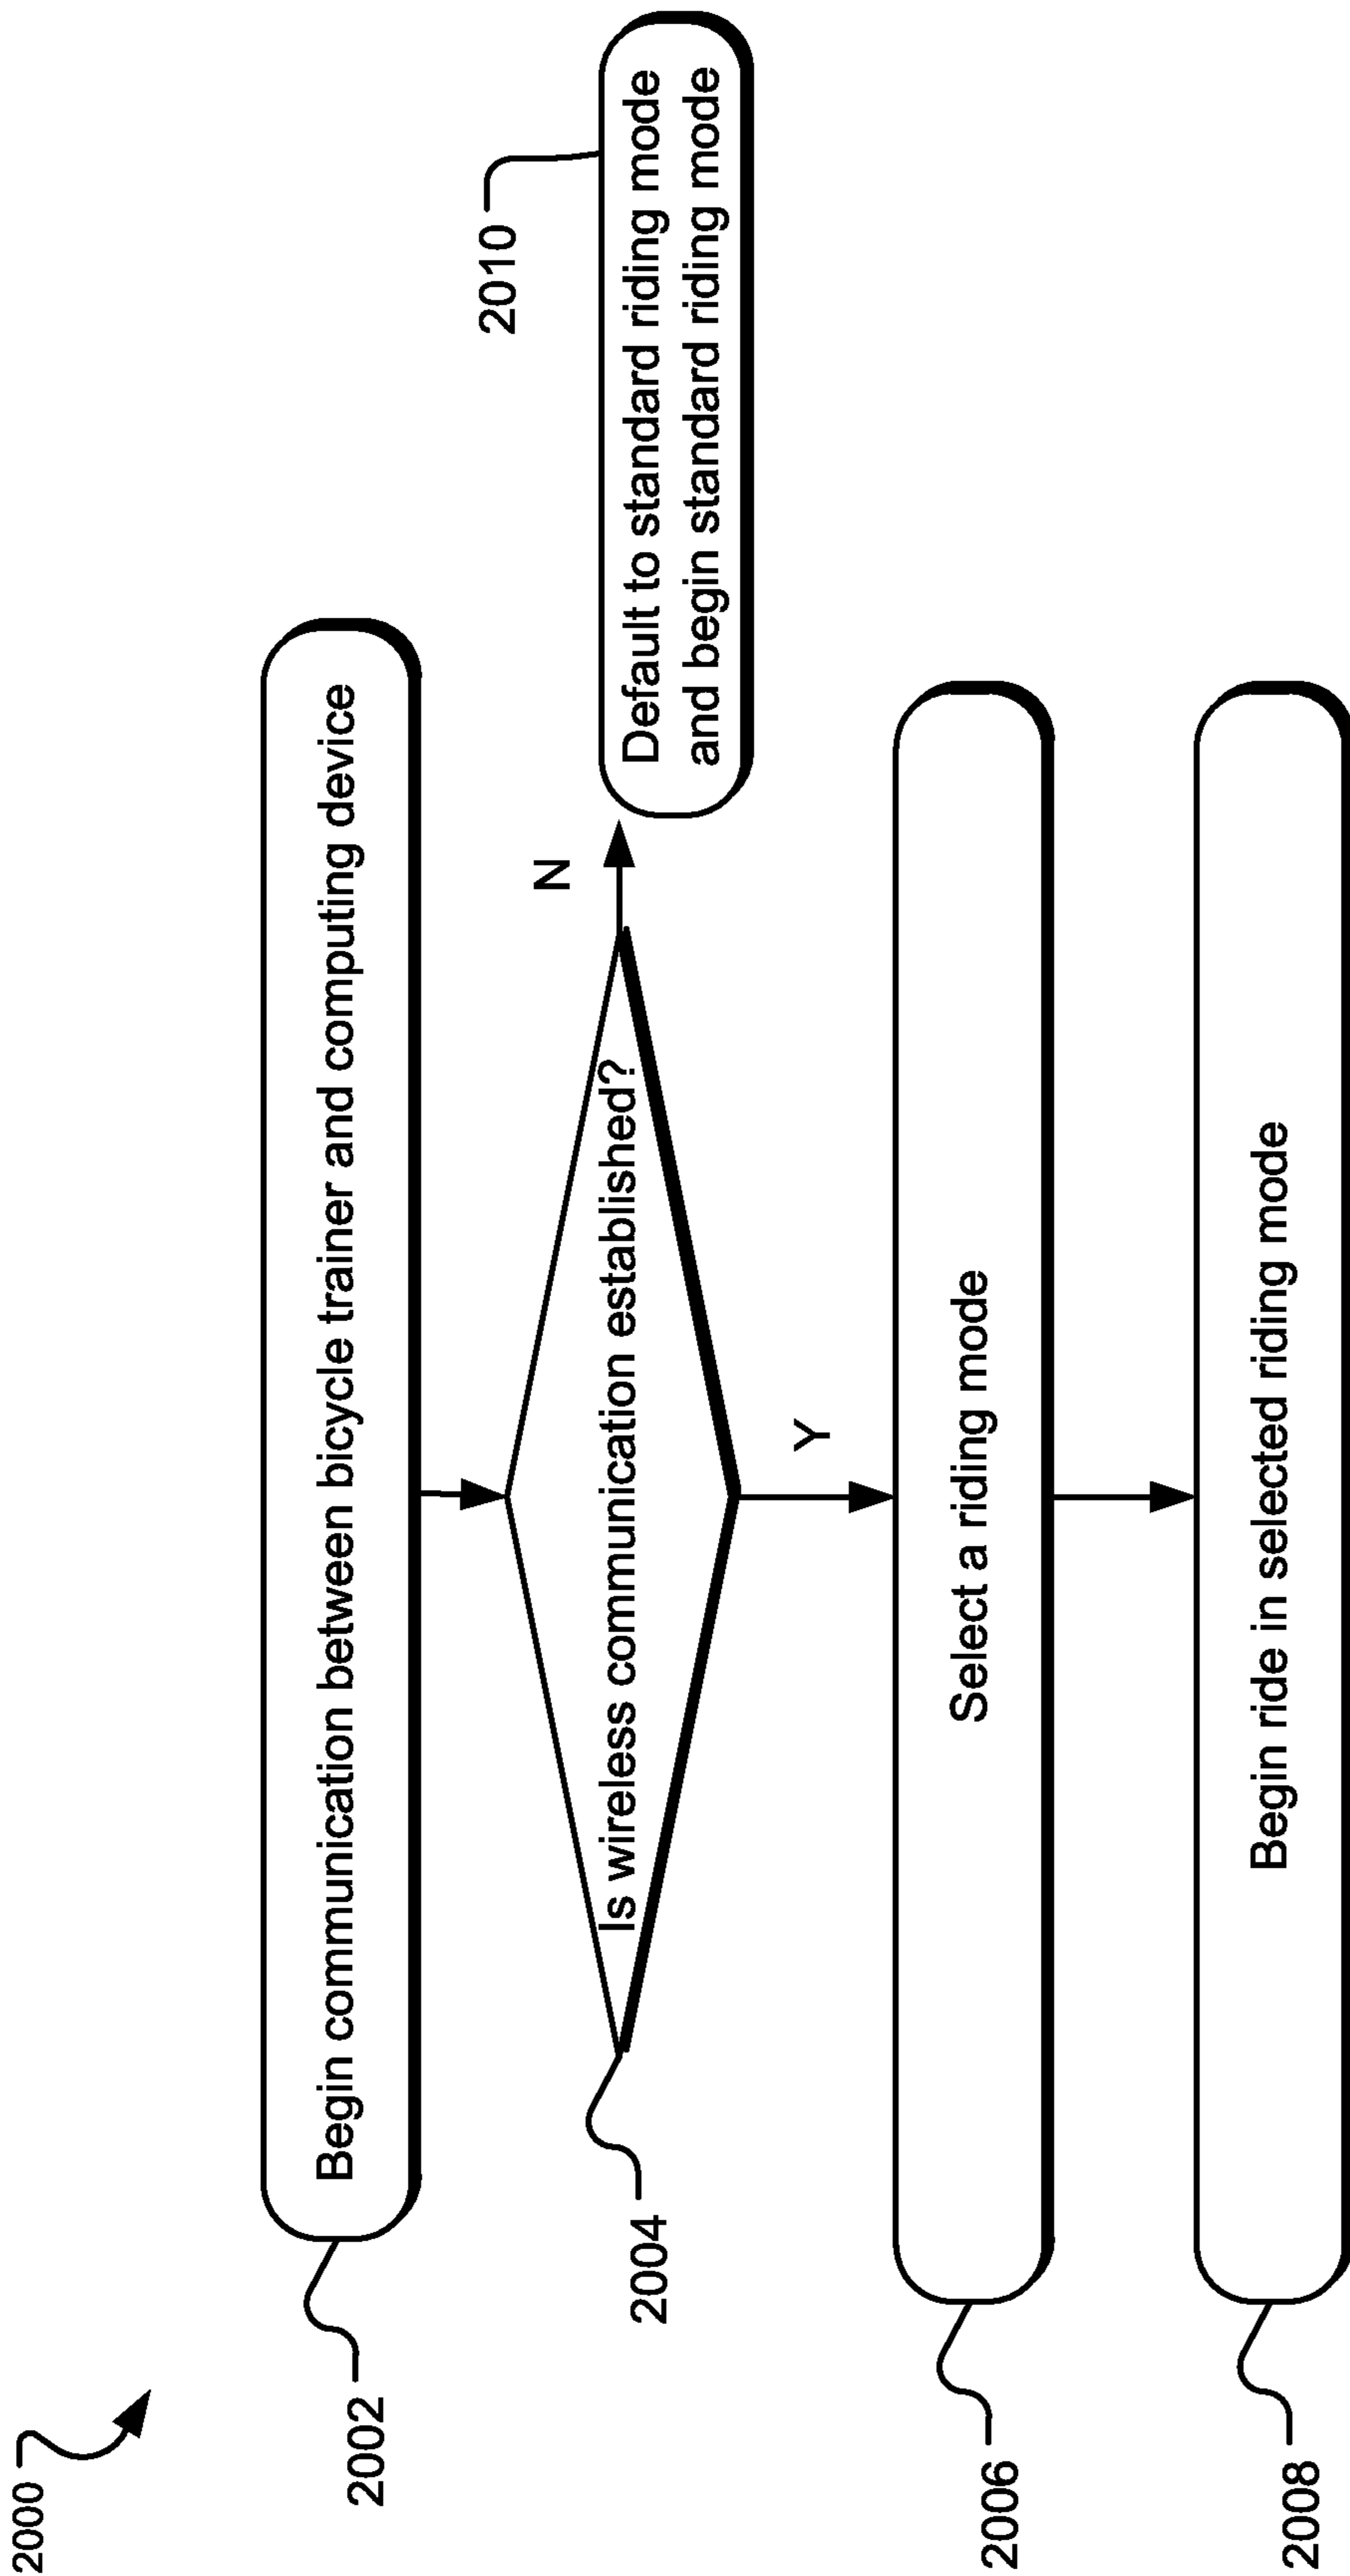 2000
2002
Begin communication between bicycle trainer and computing device
2004
Is wireless communication established?
N
2010
Default to standard riding mode
and begin standard riding mode
Y
2006
Select a riding mode
2008
Begin ride in selected riding mode